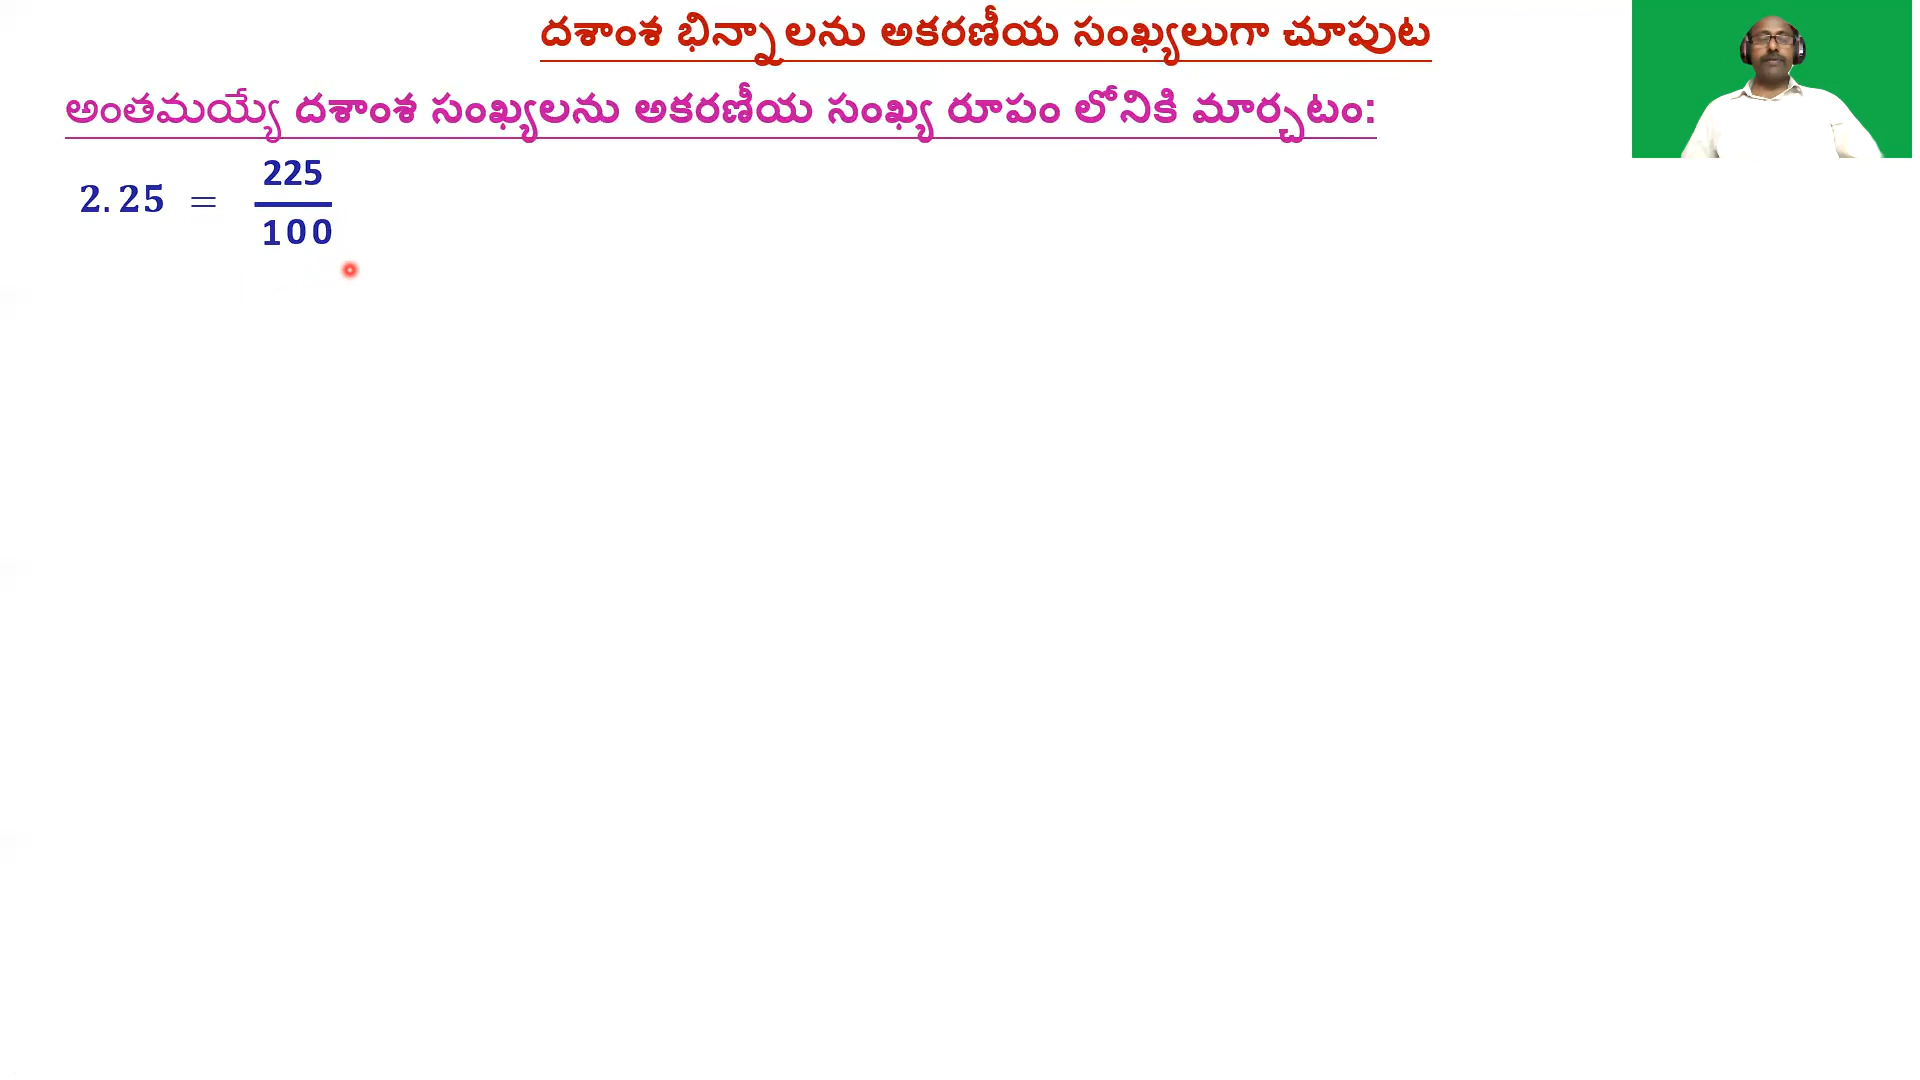 దశాంశ భిన్నాలను అకరణీయ సంఖ్యలుగా చూపుట
అంతమయ్యే దశాంశ సంఖ్యలను అకరణీయ సంఖ్య రూపం లోనికి మార్చటం:
2.25 = 225
100